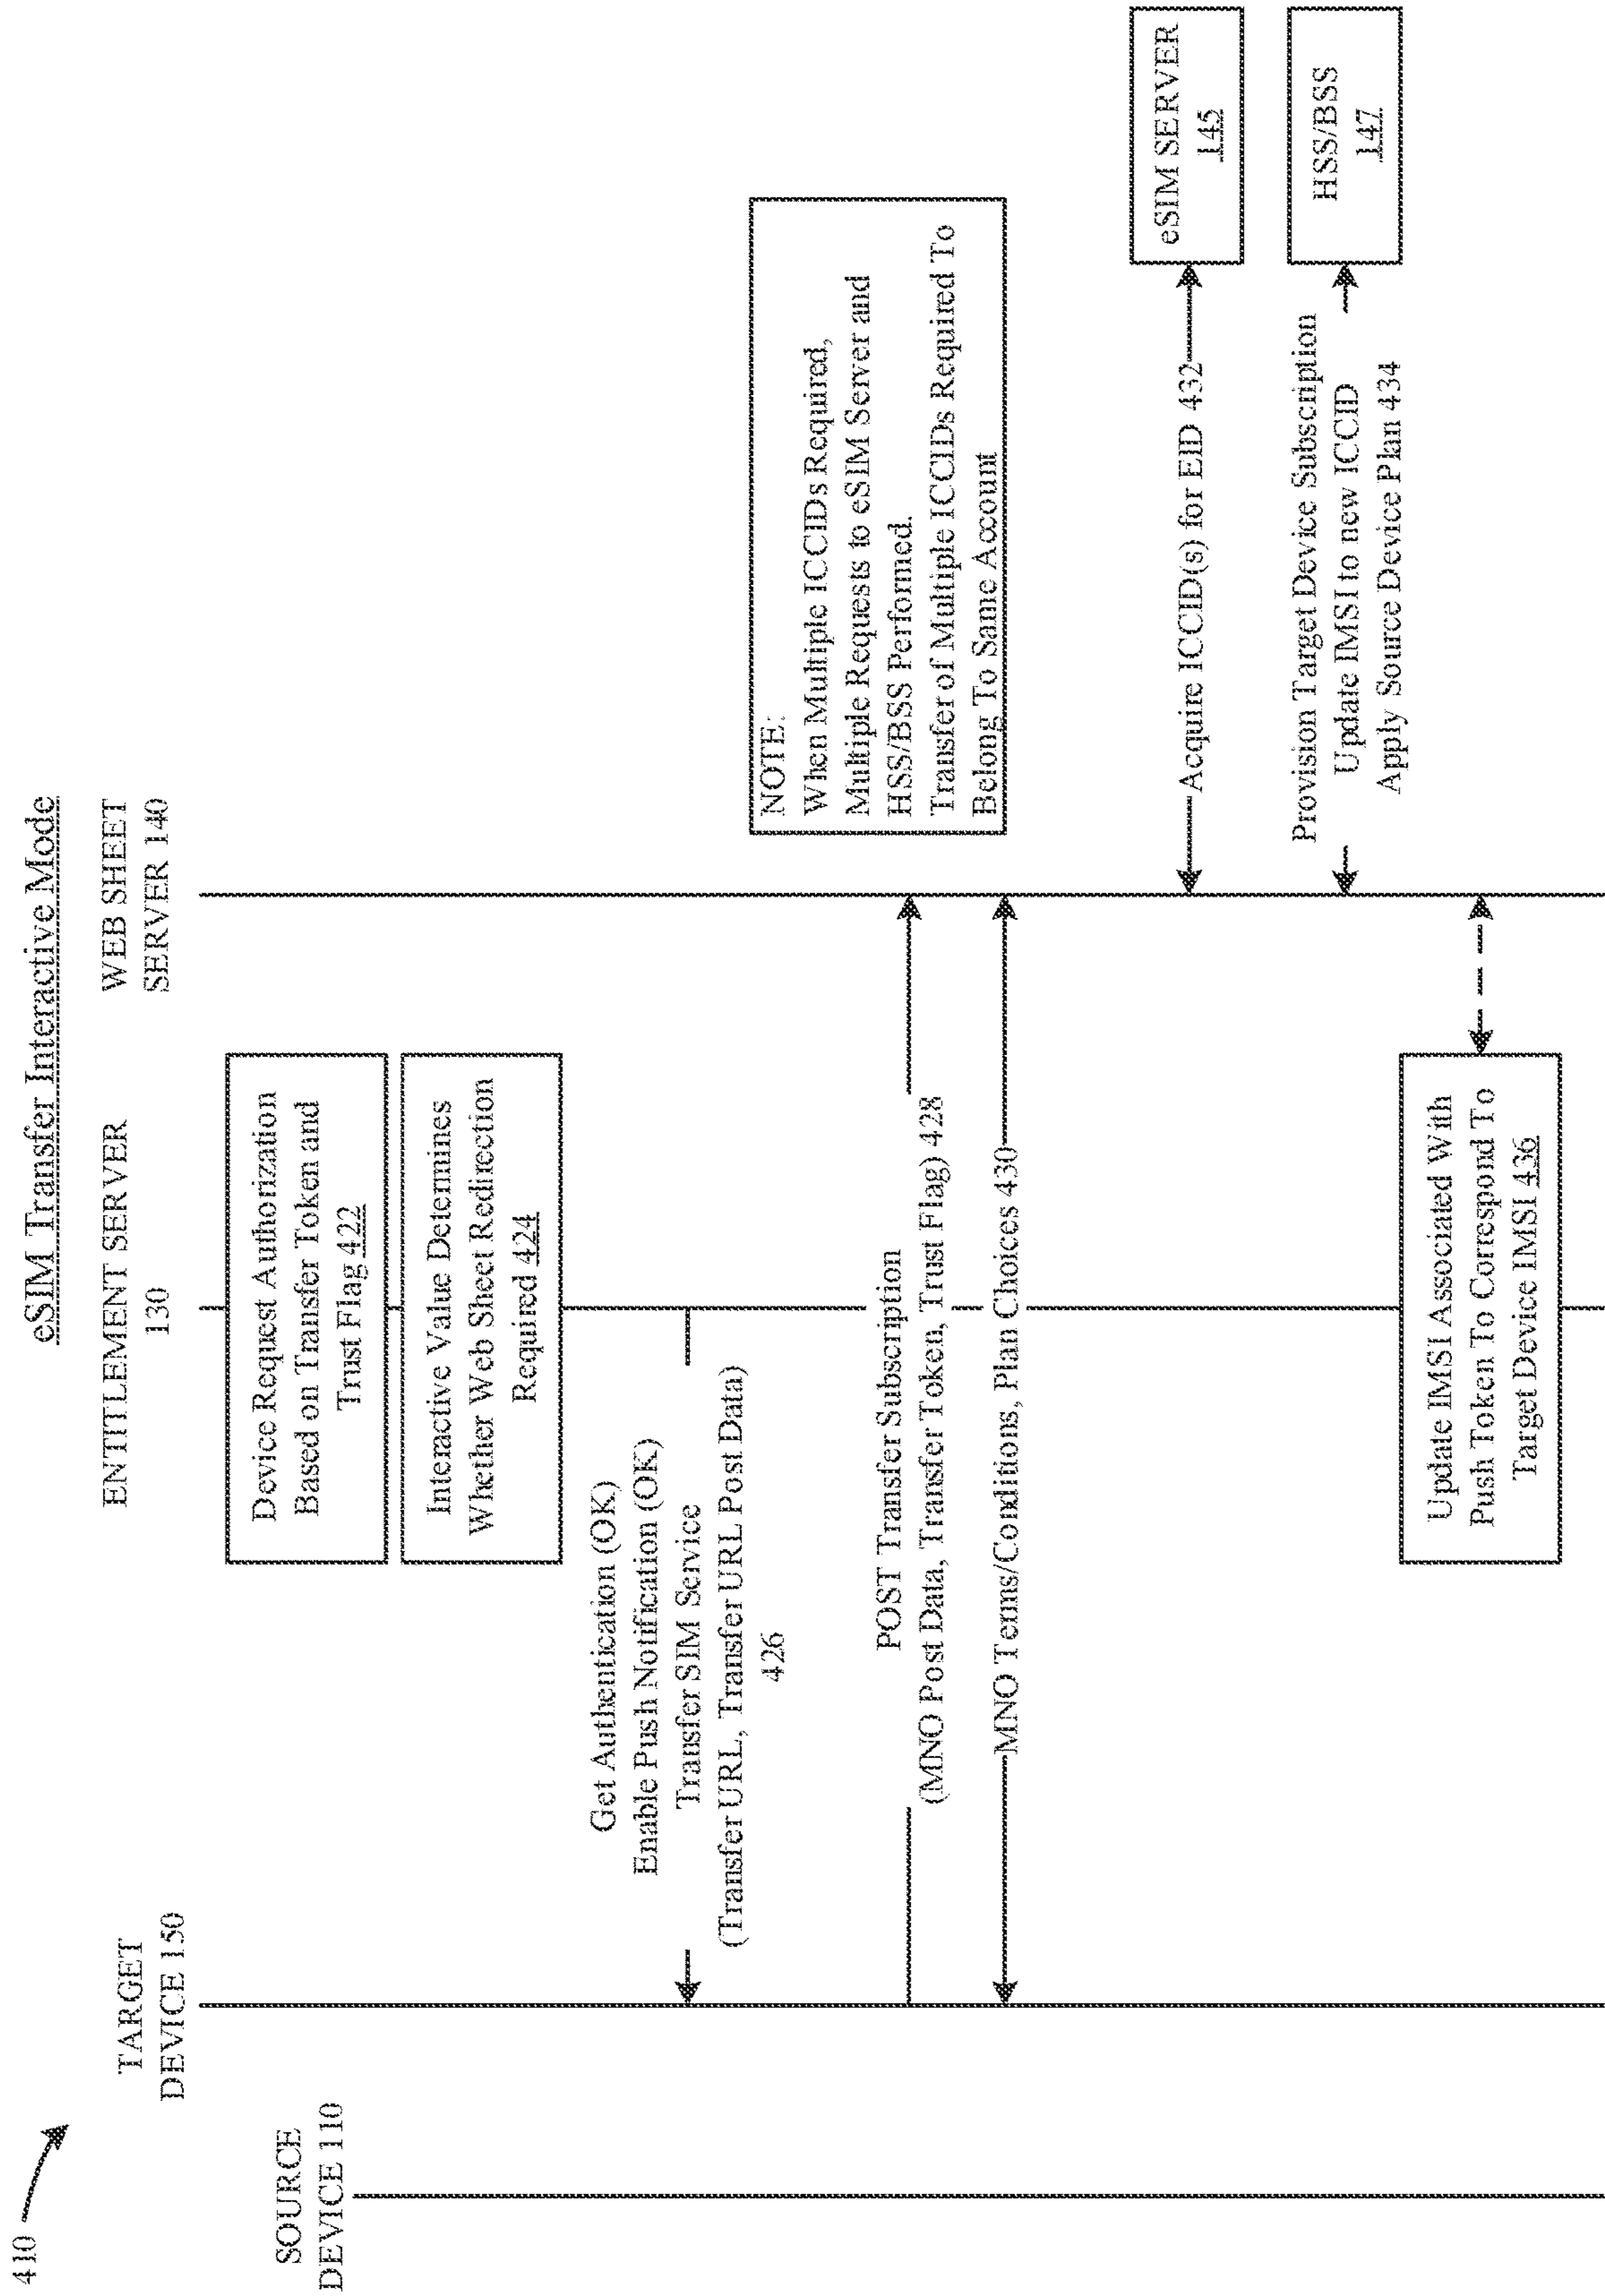 410
eSIM Transfer Interactive Mode
SOURCE
DEVICE 110
TARGET
DEVICE 150
ENTITLEMENT SERVER
130
WEB SHEET
SERVER 140
Device Request Authorization
Based on Transfer Token and
Trust Flag 422
Interactive Value Determines
Whether Web Sheet Redirection
Required 424
Get Authentication (OK)
Enable Push Notification (OK)
Transfer SIM Service
(Transfer URL, Transfer URL Post Data)
426
NOTE:
When Multiple ICCIDs Required,
Multiple Requests to eSIM Server and
HSS/BSS Performed.
Transfer of Multiple ICCIDs Required To
Belong To Same Account
POST Transfer Subscription
(MNO Post Data, Transfer Token, Trust Flag) 428
MNO Terms/Conditions, Plan Choices 430
Acquire ICCID(s) for EID 432
eSIM SERVER
145
Provision Target Device Subscription
Update IMSI to new ICCID
Apply Source Device Plan 434
HSS/BSS
147
Update IMSI Associated With
Push Token To Correspond To
Target Device IMSI 436